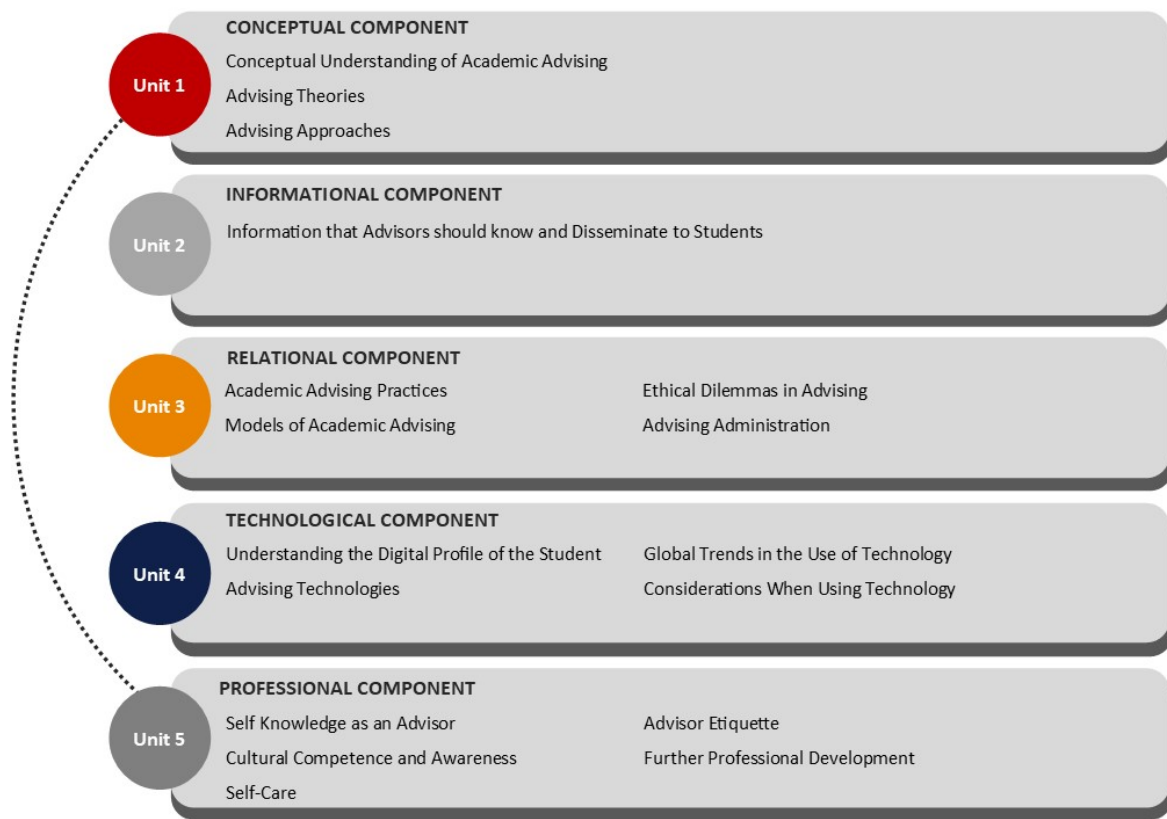 Unit 1
CONCEPTUAL COMPONENT
Conceptual Understanding of Academic Advising
Advising Theories
Advising Approaches
Unit 2
INFORMATIONAL COMPONENT
Information that Advisors should know and Disseminate to Students
Unit 3
RELATIONAL COMPONENT
Academic Advising Practices
Models of Academic Advising
Ethical Dilemmas in Advising
Advising Administration
Unit 4
TECHNOLOGICAL COMPONENT
Understanding the Digital Profile of the Student
Advising Technologies
Global Trends in the Use of Technology
Considerations When Using Technology
Unit 5
PROFESSIONAL COMPONENT
Self Knowledge as an Advisor
Cultural Competence and Awareness
Self-Care
Advisor Etiquette
Further Professional Development